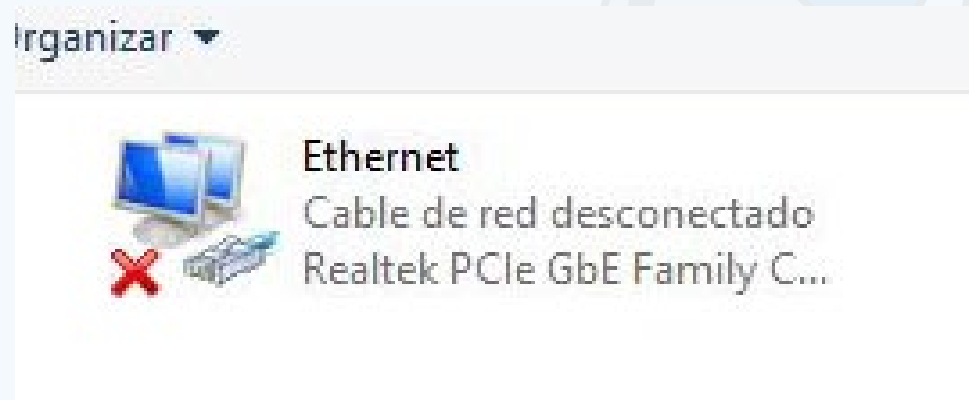 rganizar
Ethernet
Cable de red desconectado
Realtek PCIe GbE Family C...